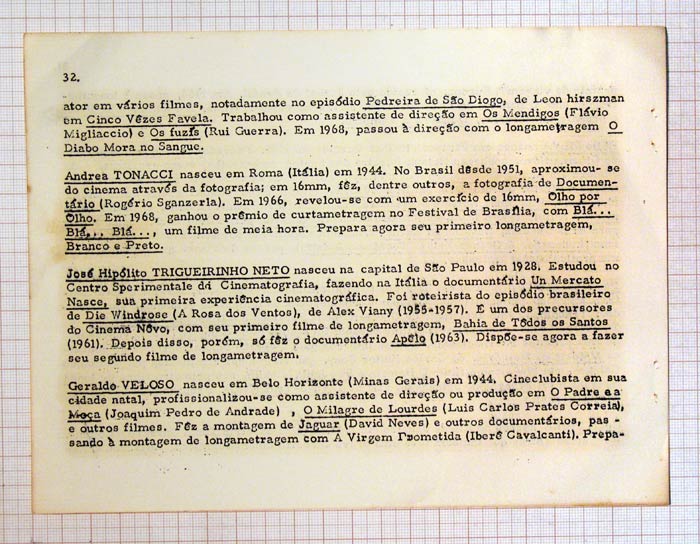 32.
ator em vários filmes, notadamente no episódio Pedreira de São Diogo, de Leon hirszman
em Cinco Vêzes Favela. Trabalhou como assistente de direção em Os Mendigos (Flávio
Migliaccio) e Os fuzis (Rui Guerra). Em 1968, passou à direção com o longametragem O
Diabo Mora no Sangue.
Andrea TONACCI nasceu em Roma (Itália) em 1944. No Brasil desde 1951, aproximou-se
do cinema através da fotografia; em 16mm, fêz, dentre outros, a fotografia de Documen-
tário (Rogério Sganzerla). Em 1966, revelou-se com um exercício de 16mm, Olho por
Olho. Em 1968, ganhou o prêmio de curtametragem no Festival de Brasília, com Blá...
Blá... Blá..., um filme de meia hora. Prepara agora seu primeiro longametragem,
Branco e Preto.
José Hipólito TRIGUEIRINHO NETO nasceu na capital de São Paulo em 1928. Estudou no
Centro Sperimentale di Cinematografia, fazendo na Itália o documentário Un Mercato
Nasce, sua primeira experiência cinematográfica. Foi roteirista do episódio brasileiro
de Die Windrose (A Rosa dos Ventos), de Alex Viany (1955-1957). É um dos precursores
do Cinema Nôvo, com seu primeiro filme de longametragem, Bahia de Tôdos os Santos
(1961). Depois disso, porém, só fêz o documentário Apêlo (1963). Dispõe-se agora a fazer
seu segundo filme de longametragem.
Geraldo VELOSO nasceu em Belo Horizonte (Minas Gerais) em 1944. Cineclubista em sua
cidade natal, profissionalizou-se como assistente de direção ou produção em O Padre e a
Moça (Joaquim Pedro de Andrade) , O Milagre de Lourdes (Luis Carlos Prates Correia),
e outros filmes. Fêz a montagem de Jaguar (David Neves) e outros documentários, pas -
sando à montagem de longametragem com A Virgem Prometida (Iberê Cavalcanti). Prepa-